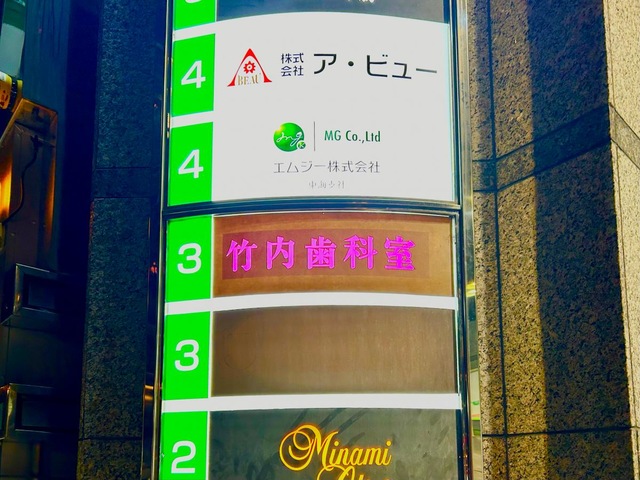 4
A BEAU
株式
会社 ア・ビュー
4
mg
MG Co.,Ltd
エムジー株式会社
3
竹内歯科室
3
2
Minami